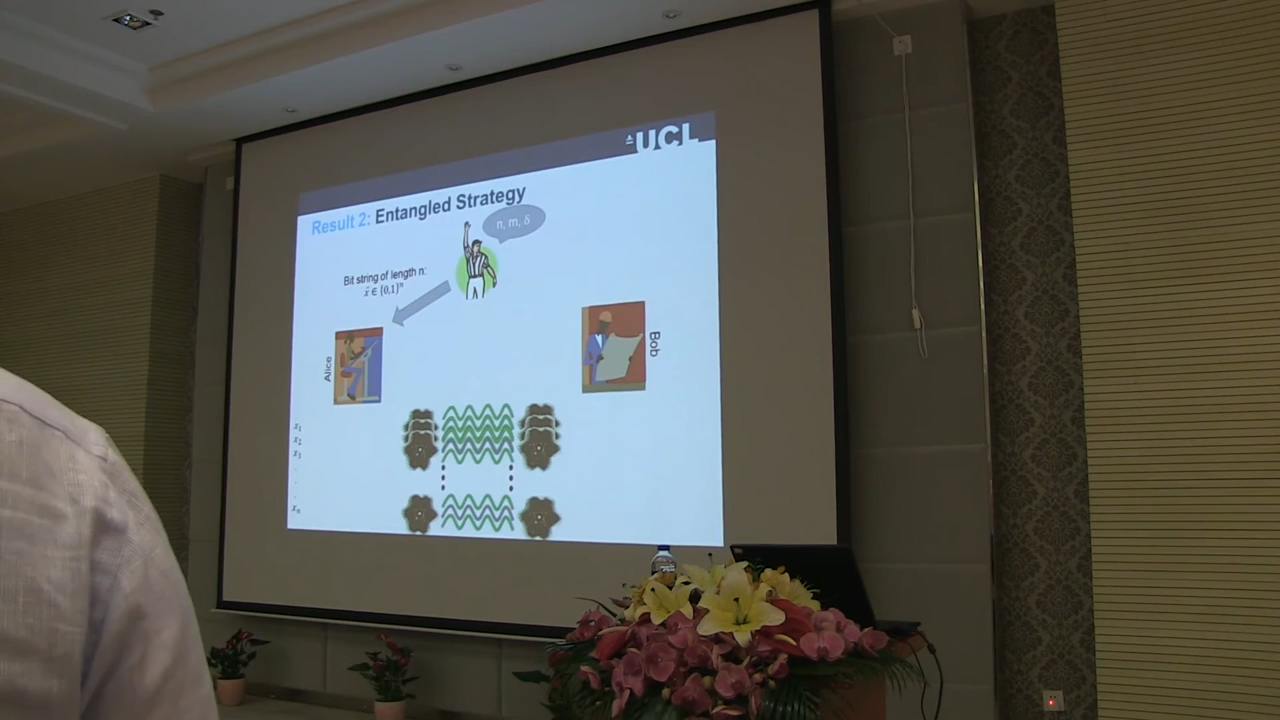 UCL
Result 2: Entangled Strategy
n, m, δ
Bit string of length n:
x⃗ ∈ {0,1}ⁿ
Alice
Bob
x₁
x₂
x₃
xₙ